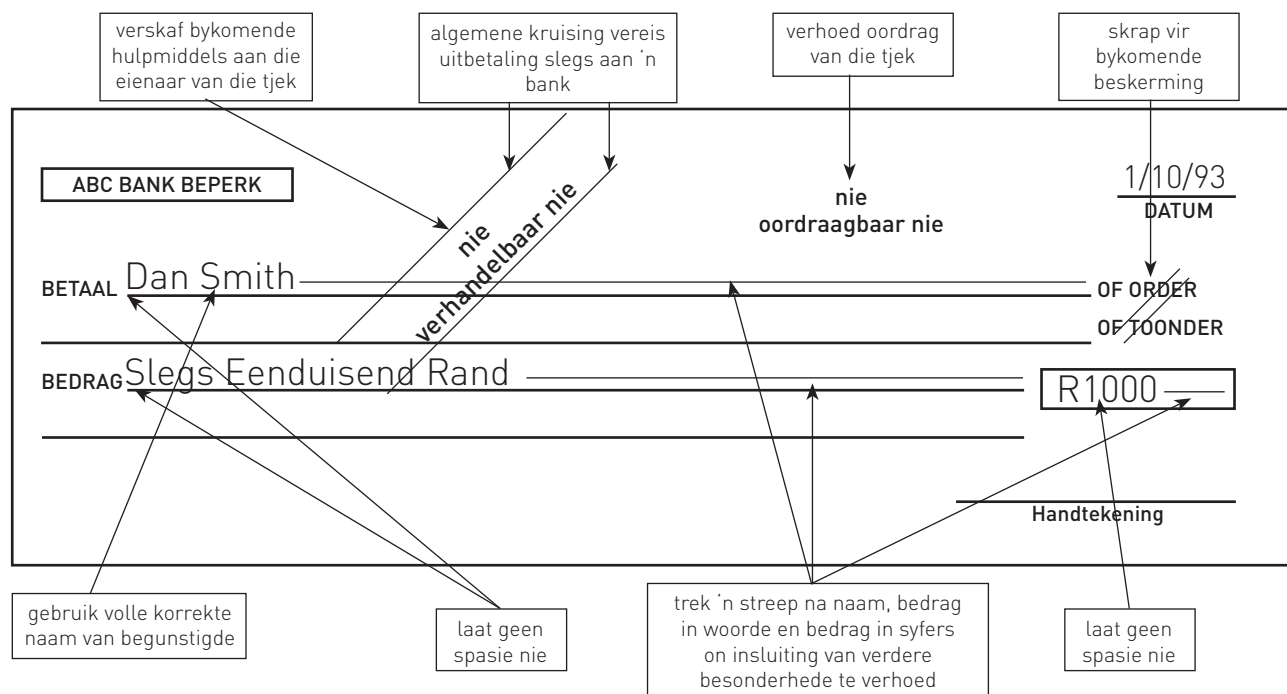 verskaf bykomende
hulpmiddels aan die
eienaar van die tjek
algemene kruising vereis
uitbetaling slegs aan ’n
bank
verhoed oordrag
van die tjek
skrap vir
bykomende
beskerming
ABC BANK BEPERK
nie
verhandelbaar nie
nie
oordraagbaar nie
1/10/93
DATUM
BETAAL Dan Smith
OF ORDER
OF TOONDER
BEDRAG Slegs Eenduisend Rand
R1000
Handtekening
gebruik volle korrekte
naam van begunstigde
laat geen
spasie nie
trek ’n streep na naam, bedrag
in woorde en bedrag in syfers
on insluiting van verdere
besonderhede te verhoed
laat geen
spasie nie